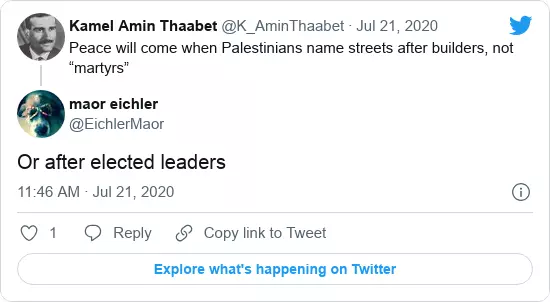 Kamel Amin Thaabet @K_AminThaabet · Jul 21, 2020
Peace will come when Palestinians name streets after builders, not
“martyrs”
maor eichler
@EichlerMaor
Or after elected leaders
11:46 AM · Jul 21, 2020
1 Reply Copy link to Tweet
Explore what's happening on Twitter